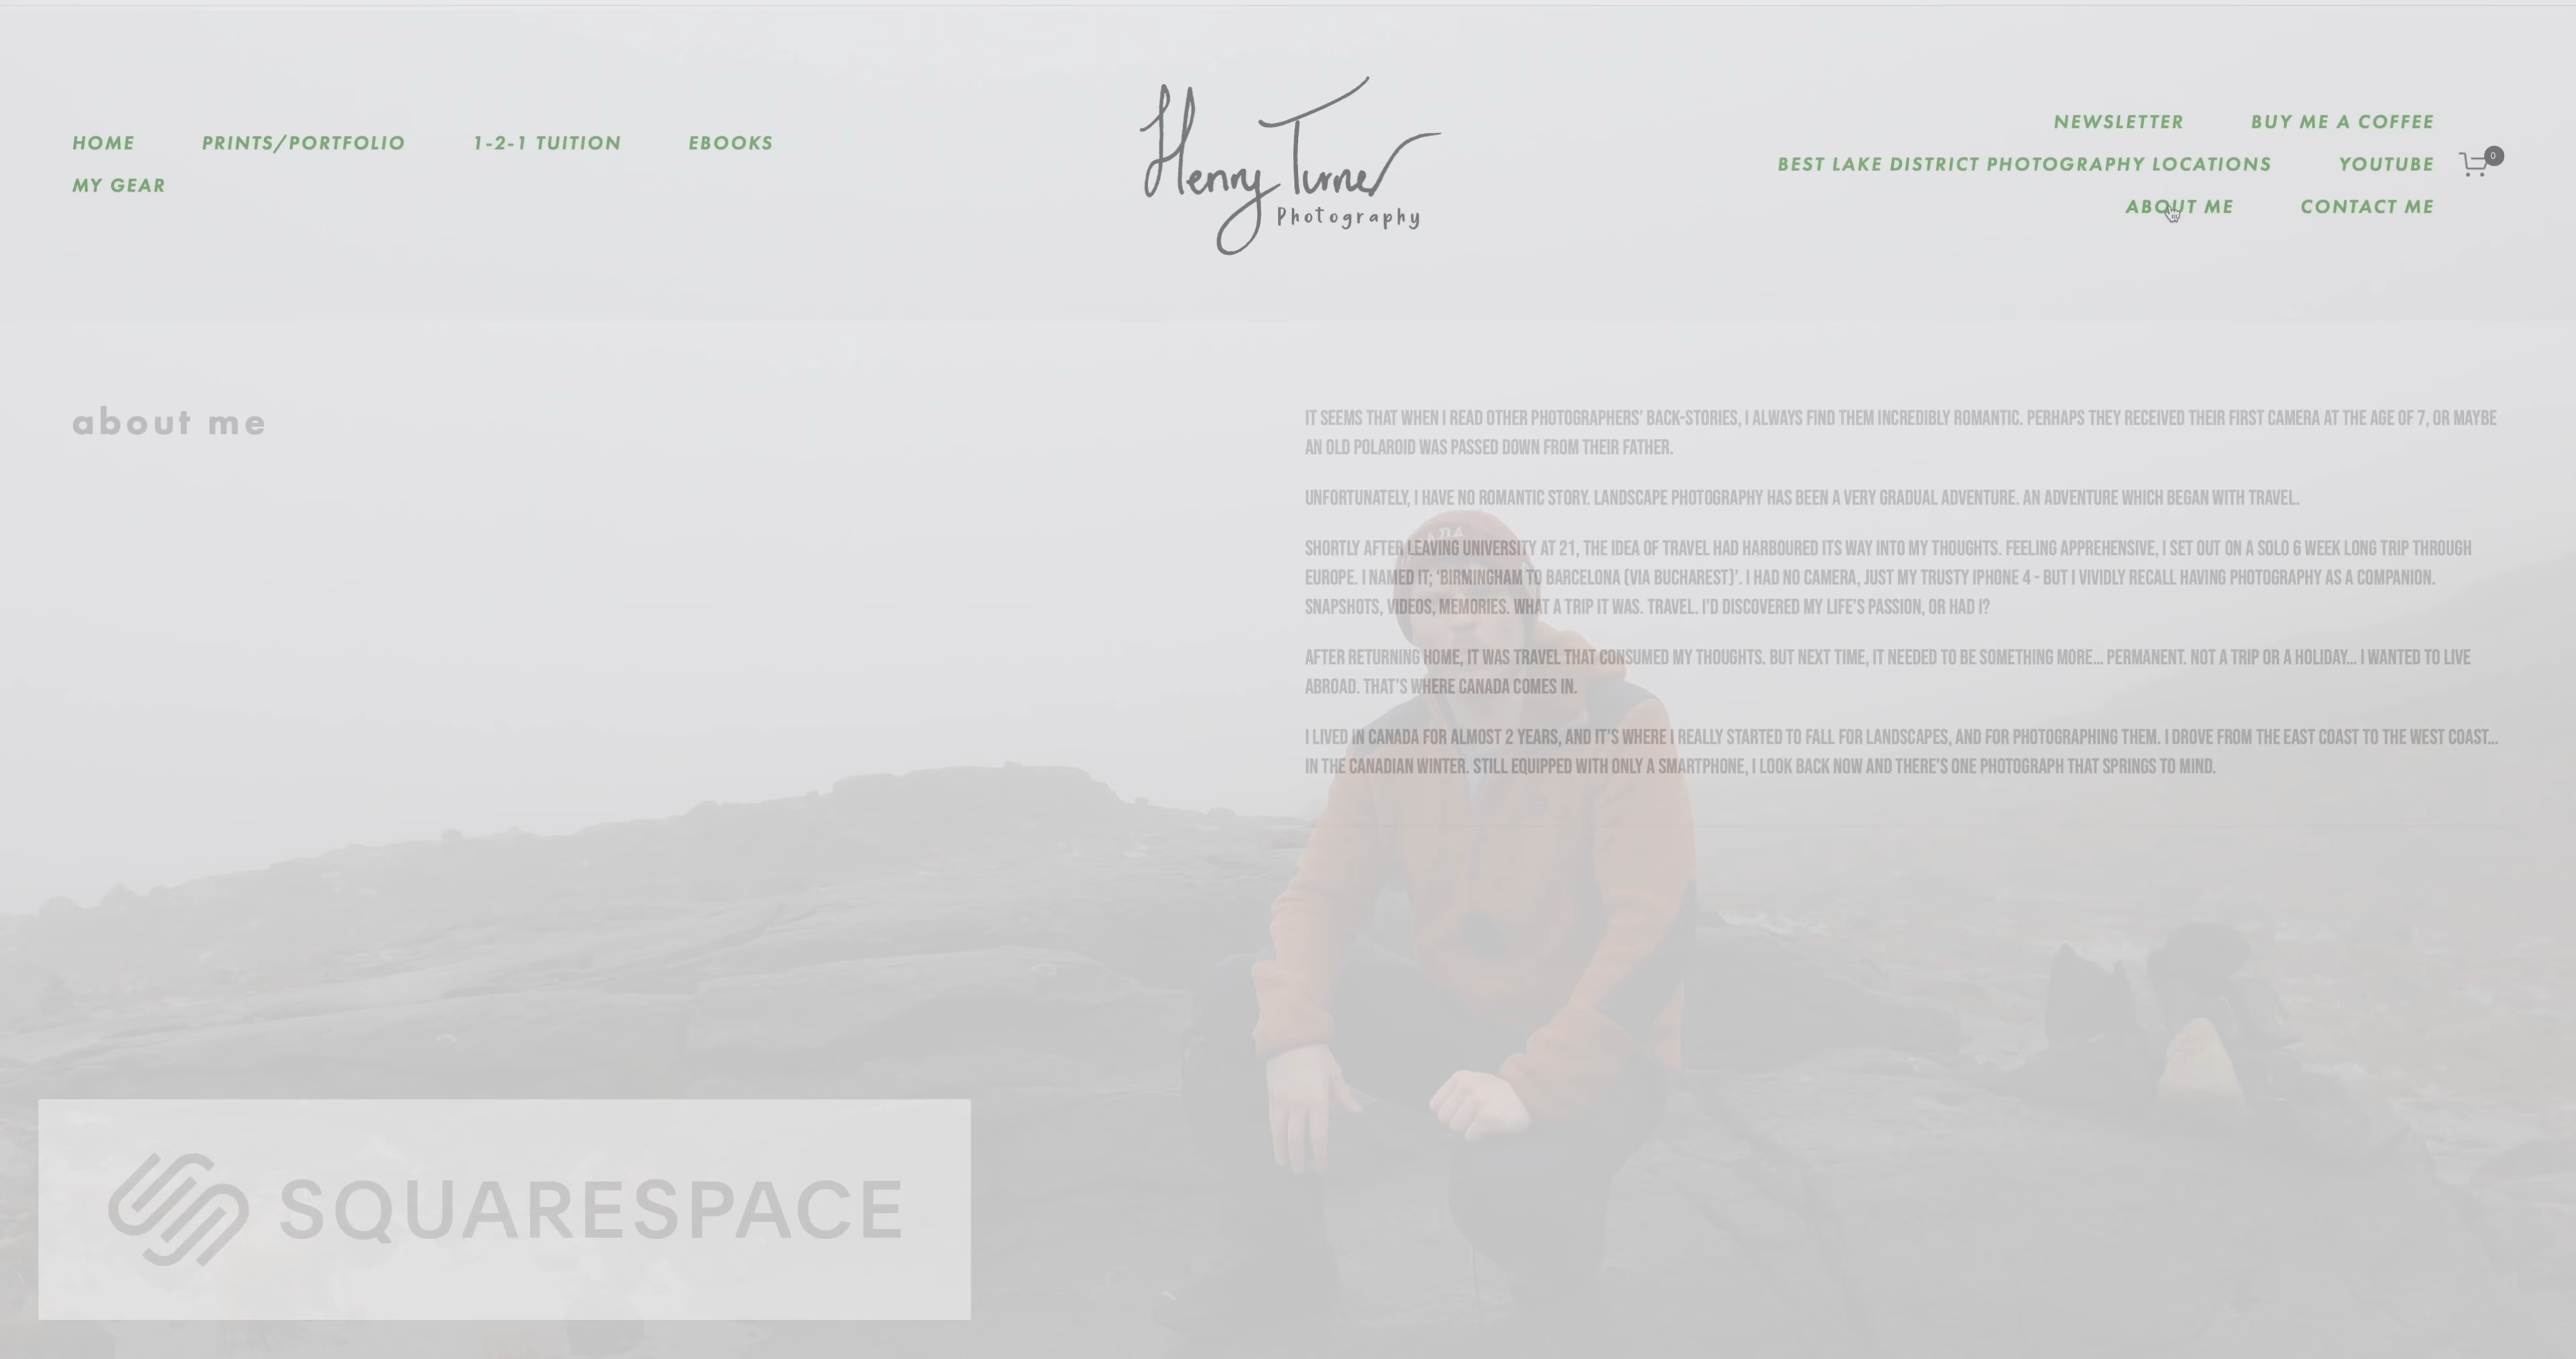 HOME PRINTS/PORTFOLIO 1-2-1 TUITION EBOOKS
MY GEAR
Henry Turner
Photography
NEWSLETTER BUY ME A COFFEE
BEST LAKE DISTRICT PHOTOGRAPHY LOCATIONS YOUTUBE
0
ABOUT ME CONTACT ME
about me
IT SEEMS THAT WHEN I READ OTHER PHOTOGRAPHERS' BACK-STORIES, I ALWAYS FIND THEM INCREDIBLY ROMANTIC. PERHAPS THEY RECEIVED THEIR FIRST CAMERA AT THE AGE OF 7, OR MAYBE
AN OLD POLAROID WAS PASSED DOWN FROM THEIR FATHER.
UNFORTUNATELY, I HAVE NO ROMANTIC STORY. LANDSCAPE PHOTOGRAPHY HAS BEEN A VERY GRADUAL ADVENTURE. AN ADVENTURE WHICH BEGAN WITH TRAVEL.
SHORTLY AFTER LEAVING UNIVERSITY AT 21, THE IDEA OF TRAVEL HAD HARBOURED ITS WAY INTO MY THOUGHTS. FEELING APPREHENSIVE, I SET OUT ON A SOLO 6 WEEK LONG TRIP THROUGH
EUROPE. I NAMED IT; 'BIRMINGHAM TO BARCELONA (VIA BUCHAREST)'. I HAD NO CAMERA, JUST MY TRUSTY IPHONE 4 - BUT I VIVIDLY RECALL HAVING PHOTOGRAPHY AS A COMPANION.
SNAPSHOTS, VIDEOS, MEMORIES. WHAT A TRIP IT WAS. TRAVEL. I'D DISCOVERED MY LIFE'S PASSION, OR HAD I?
AFTER RETURNING HOME, IT WAS TRAVEL THAT CONSUMED MY THOUGHTS. BUT NEXT TIME, IT NEEDED TO BE SOMETHING MORE... PERMANENT. NOT A TRIP OR A HOLIDAY... I WANTED TO LIVE
ABROAD. THAT'S WHERE CANADA COMES IN.
I LIVED IN CANADA FOR ALMOST 2 YEARS, AND IT'S WHERE I REALLY STARTED TO FALL FOR LANDSCAPES, AND FOR PHOTOGRAPHING THEM. I DROVE FROM THE EAST COAST TO THE WEST COAST...
IN THE CANADIAN WINTER. STILL EQUIPPED WITH ONLY A SMARTPHONE, I LOOK BACK NOW AND THERE'S ONE PHOTOGRAPH THAT SPRINGS TO MIND.
SQUARESPACE